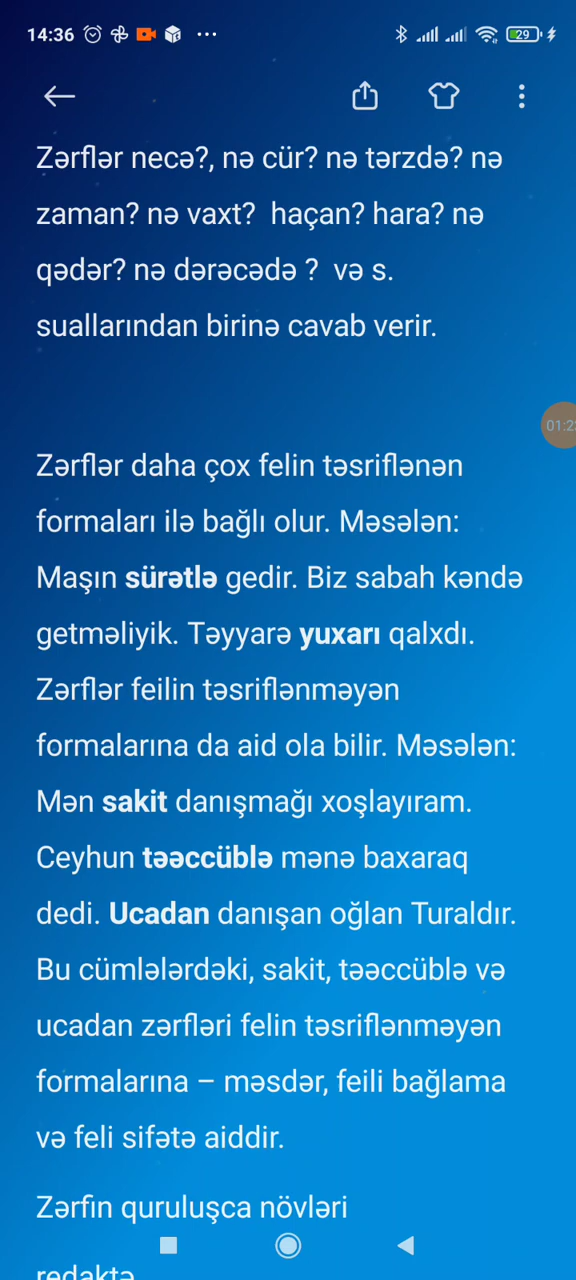 14:36
29
Zərflər necə?, nə cür? nə tərzdə? nə
zaman? nə vaxt?  haçan? hara? nə
qədər? nə dərəcədə ?  və s.
suallarından birinə cavab verir.
Zərflər daha çox felin təsriflənən
formaları ilə bağlı olur. Məsələn:
Maşın sürətlə gedir. Biz sabah kəndə
getməliyik. Təyyarə yuxarı qalxdı.
Zərflər feilin təsriflənməyən
formalarına da aid ola bilir. Məsələn:
Mən sakit danışmağı xoşlayıram.
Ceyhun təəccüblə mənə baxaraq
dedi. Ucadan danışan oğlan Turaldır.
Bu cümlələrdəki, sakit, təəccüblə və
ucadan zərfləri felin təsriflənməyən
formalarına – məsdər, feili bağlama
və feli sifətə aiddir.
Zərfin quruluşca növləri
redaktə